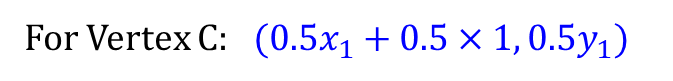 For Vertex C: (0.5x₁ + 0.5 × 1, 0.5y₁)